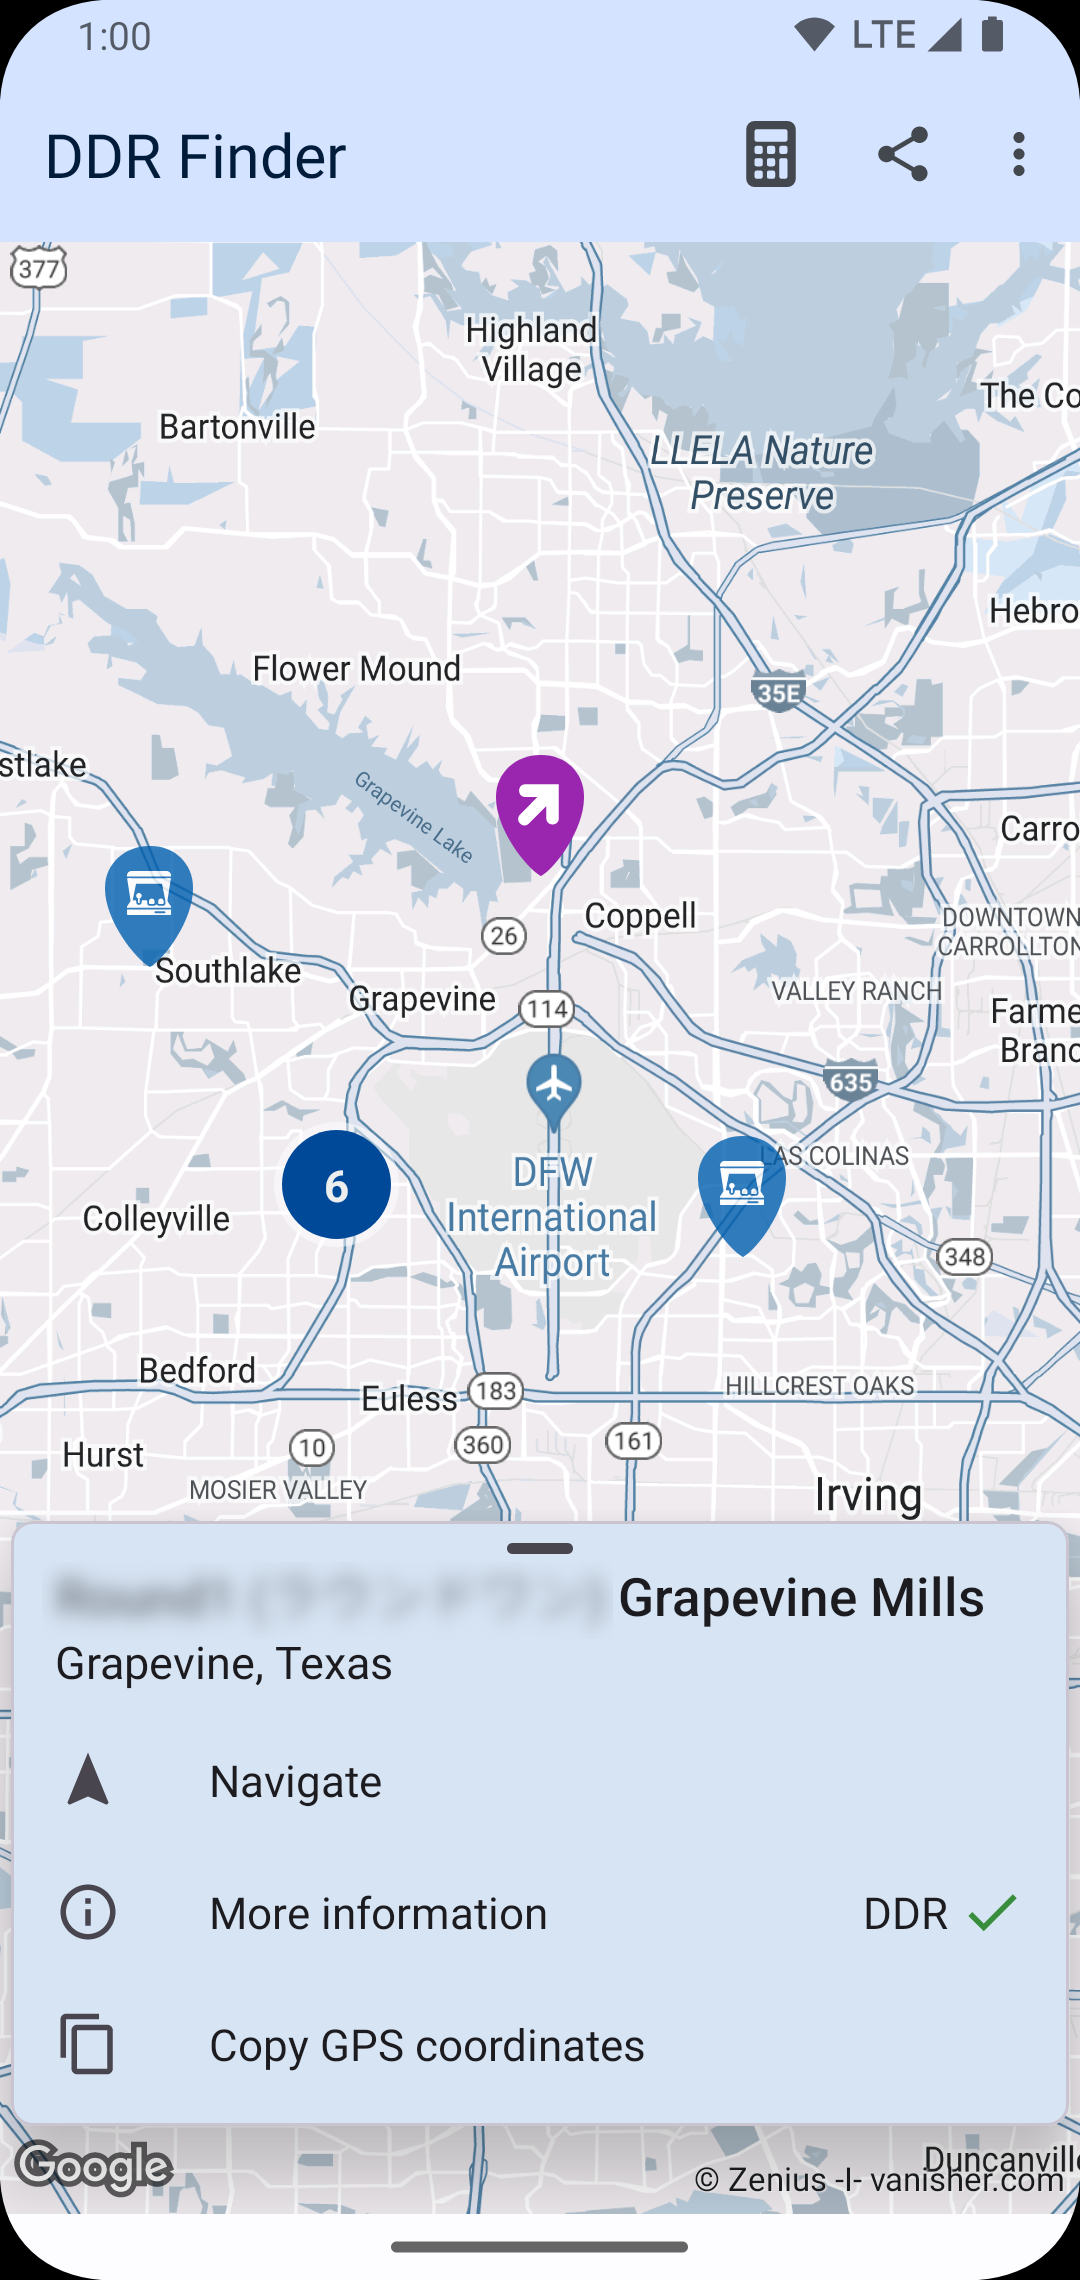 1:00 LTE
DDR Finder
377
Highland
Village
The Co
Bartonville
LLELA Nature
Preserve
Hebro
Flower Mound
35E
stlake
Grapevine Lake
Carro
Coppell
DOWNTOWN
CARROLLTON
26
Southlake
VALLEY RANCH
Grapevine
114
Farme
Branc
635
LAS COLINAS
DFW
International
Airport
6
Colleyville
348
Bedford
HILLCREST OAKS
Euless
183
Hurst
10
360
161
MOSIER VALLEY
Irving
Grapevine Mills
Grapevine, Texas
Navigate
More information DDR
Copy GPS coordinates
Google
Duncanvill
© Zenius -I- vanisher.com